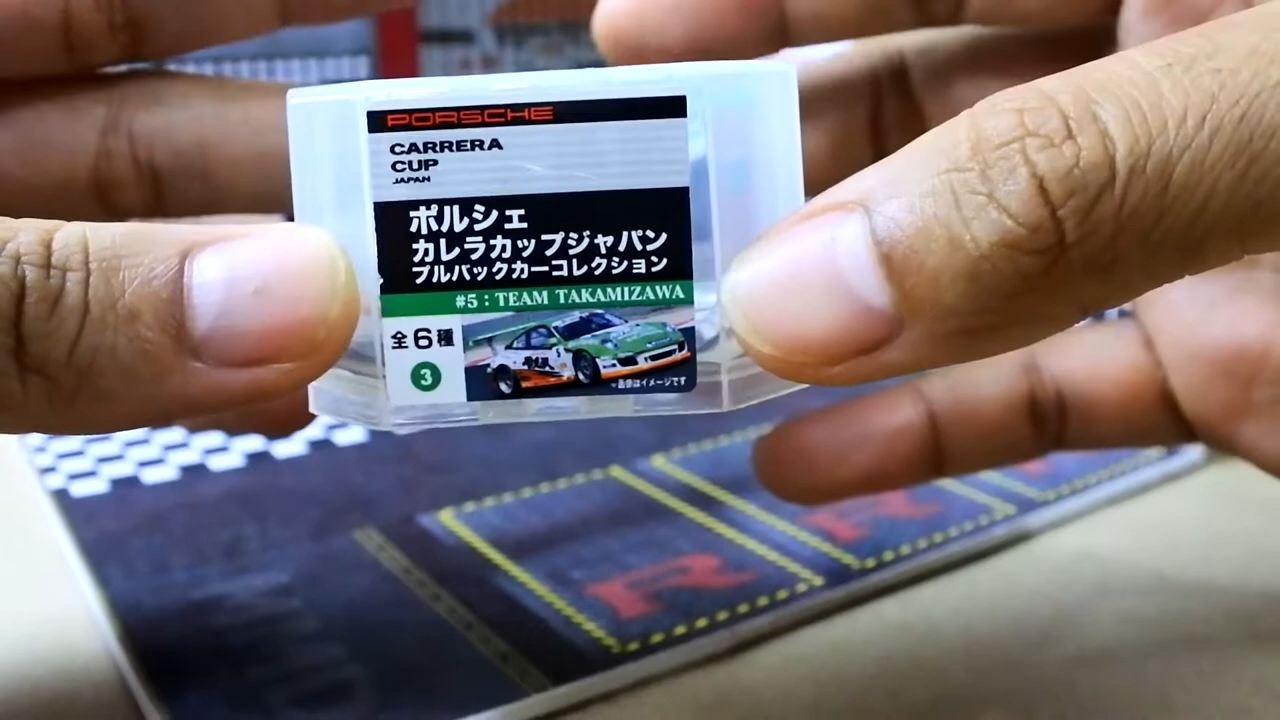 PORSCHE
CARRERA
CUP
JAPAN
ポルシェ
カレラカップジャパン
プルバックカーコレクション
#5 : TEAM TAKAMIZAWA
全6種
3
※画像はイメージです
R
R